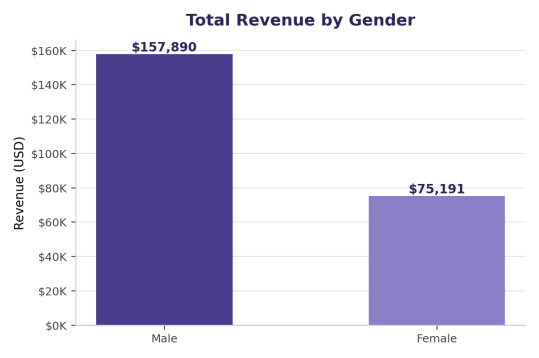 Total Revenue by Gender
Revenue (USD)
$160K
$140K
$120K
$100K
$80K
$60K
$40K
$20K
$0K
$157,890
$75,191
Male
Female